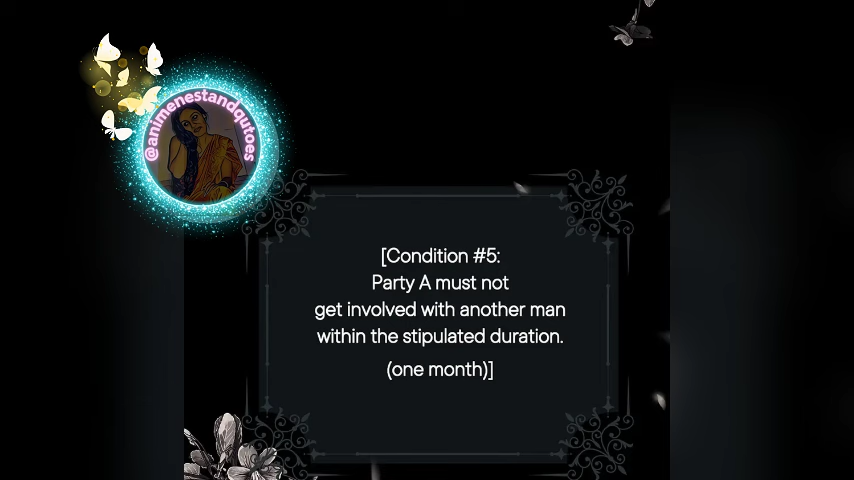 @animenestandqutoes
[Condition #5:
Party A must not
get involved with another man
within the stipulated duration.
(one month)]